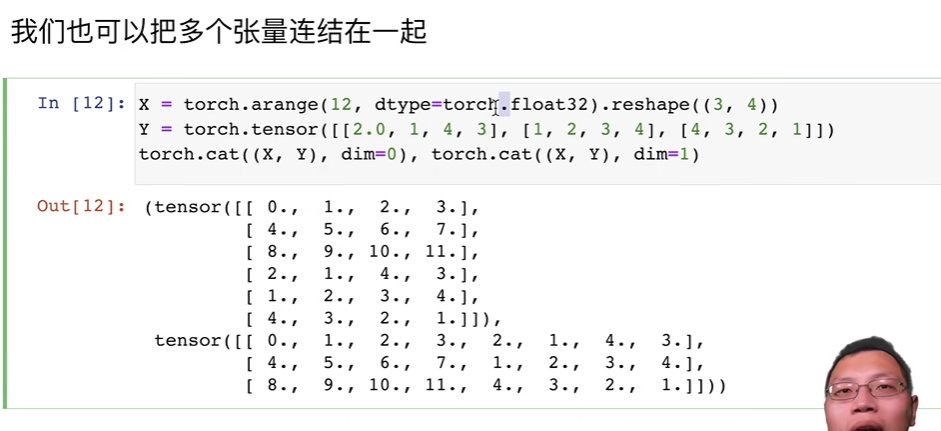 我们也可以把多个张量连结在一起
In [12]: X = torch.arange(12, dtype=torch.float32).reshape((3, 4))
Y = torch.tensor([[2.0, 1, 4, 3], [1, 2, 3, 4], [4, 3, 2, 1]])
torch.cat((X, Y), dim=0), torch.cat((X, Y), dim=1)
Out[12]: (tensor([[ 0., 1., 2., 3.],
[ 4., 5., 6., 7.],
[ 8., 9., 10., 11.],
[ 2., 1., 4., 3.],
[ 1., 2., 3., 4.],
[ 4., 3., 2., 1.]]),
tensor([[ 0., 1., 2., 3., 2., 1., 4., 3.],
[ 4., 5., 6., 7., 1., 2., 3., 4.],
[ 8., 9., 10., 11., 4., 3., 2., 1.]]))